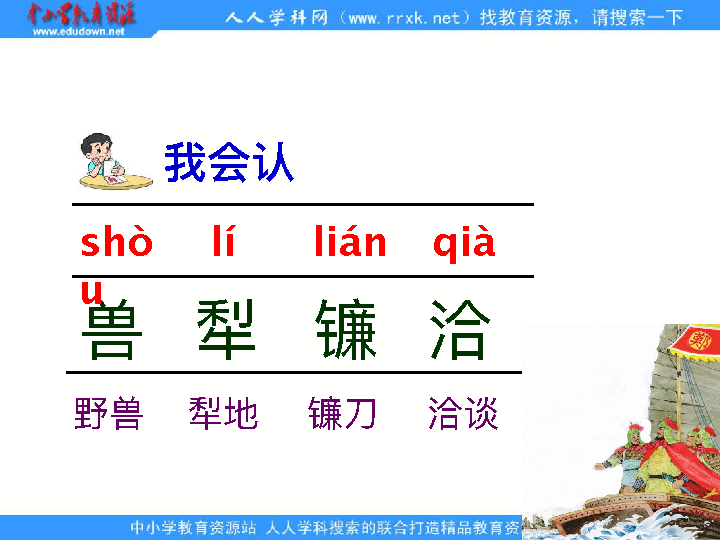 中小学教育资源
www.edudown.net
人人学科网（www.rrxk.net）找教育资源，请搜索一下
我会认
shò lí lián qià
u
兽 犁 镰 洽
野兽 犁地 镰刀 洽谈
鄭
中小学教育资源站 人人学科搜索的联合打造精品教育资